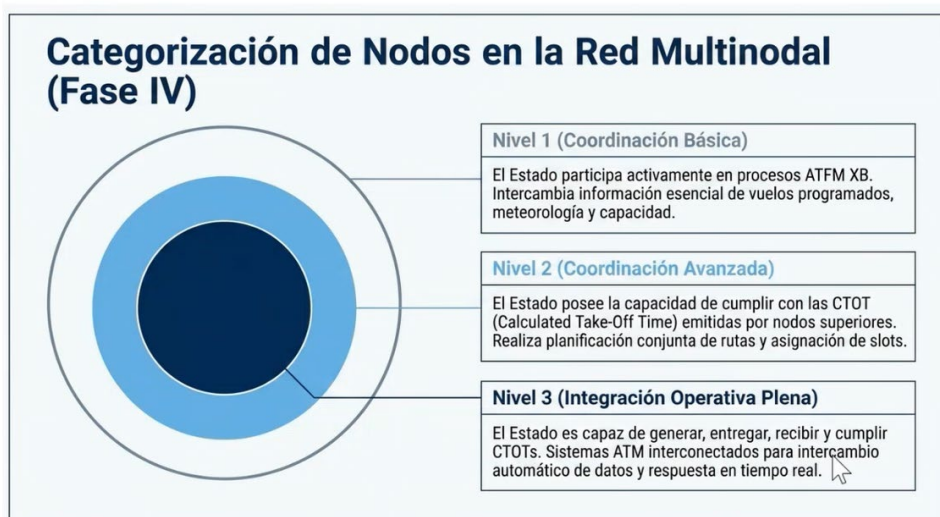 Categorización de Nodos en la Red Multinodal
(Fase IV)
Nivel 1 (Coordinación Básica)
El Estado participa activamente en procesos ATFM XB.
Intercambia información esencial de vuelos programados,
meteorología y capacidad.
Nivel 2 (Coordinación Avanzada)
El Estado posee la capacidad de cumplir con las CTOT
(Calculated Take-Off Time) emitidas por nodos superiores.
Realiza planificación conjunta de rutas y asignación de slots.
Nivel 3 (Integración Operativa Plena)
El Estado es capaz de generar, entregar, recibir y cumplir
CTOTs. Sistemas ATM interconectados para intercambio
automático de datos y respuesta en tiempo real.